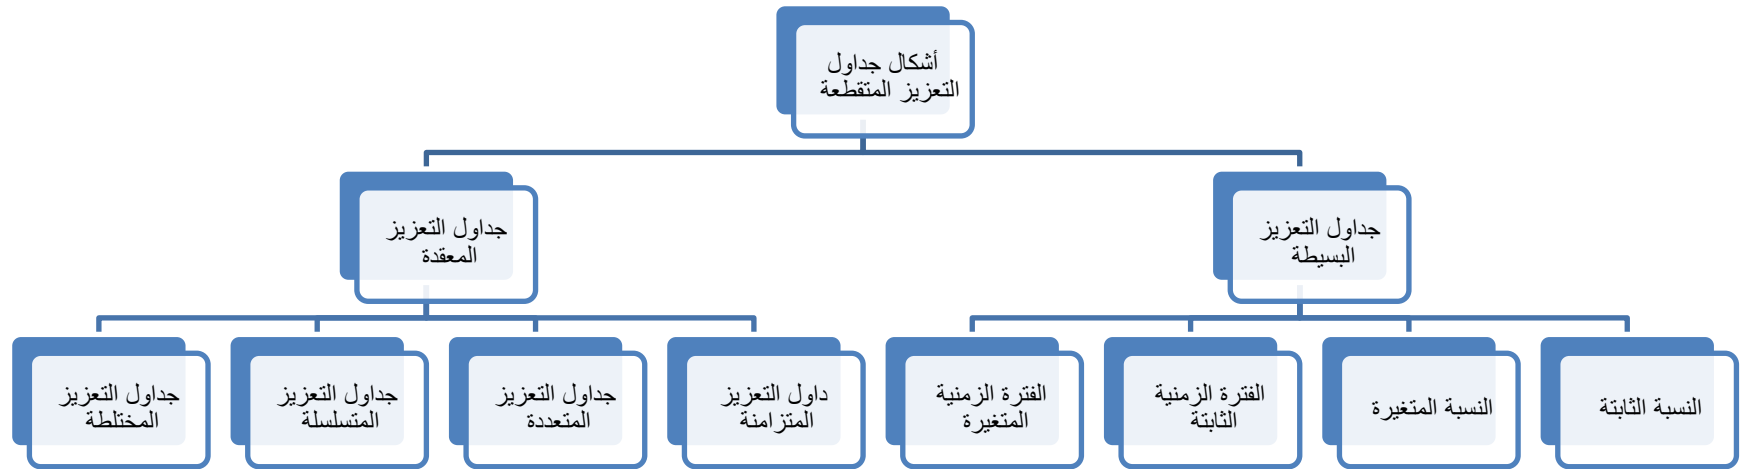 أشكال جداول
التعزيز المتقطعة
جداول التعزيز
البسيطة
جداول التعزيز
المعقدة
النسبة الثابتة
النسبة المتغيرة
الفترة الزمنية
الثابتة
الفترة الزمنية
المتغيرة
داول التعزيز
المتزامنة
جداول التعزيز
المتعددة
جداول التعزيز
المتسلسلة
جداول التعزيز
المختلطة